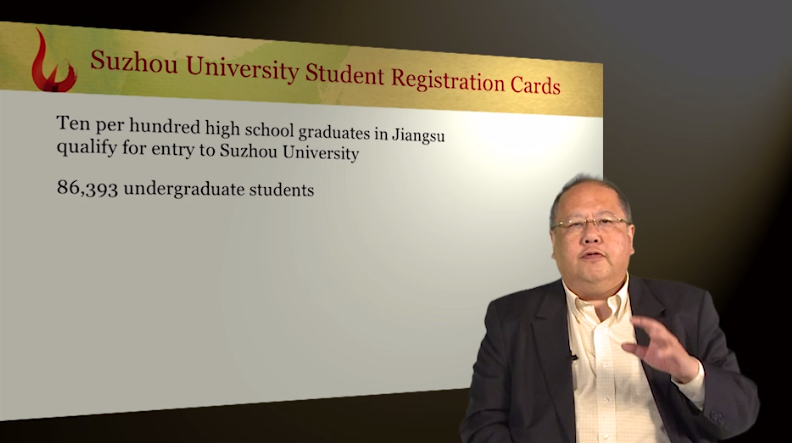 Suzhou University Student Registration Cards
Ten per hundred high school graduates in Jiangsu
qualify for entry to Suzhou University
86,393 undergraduate students